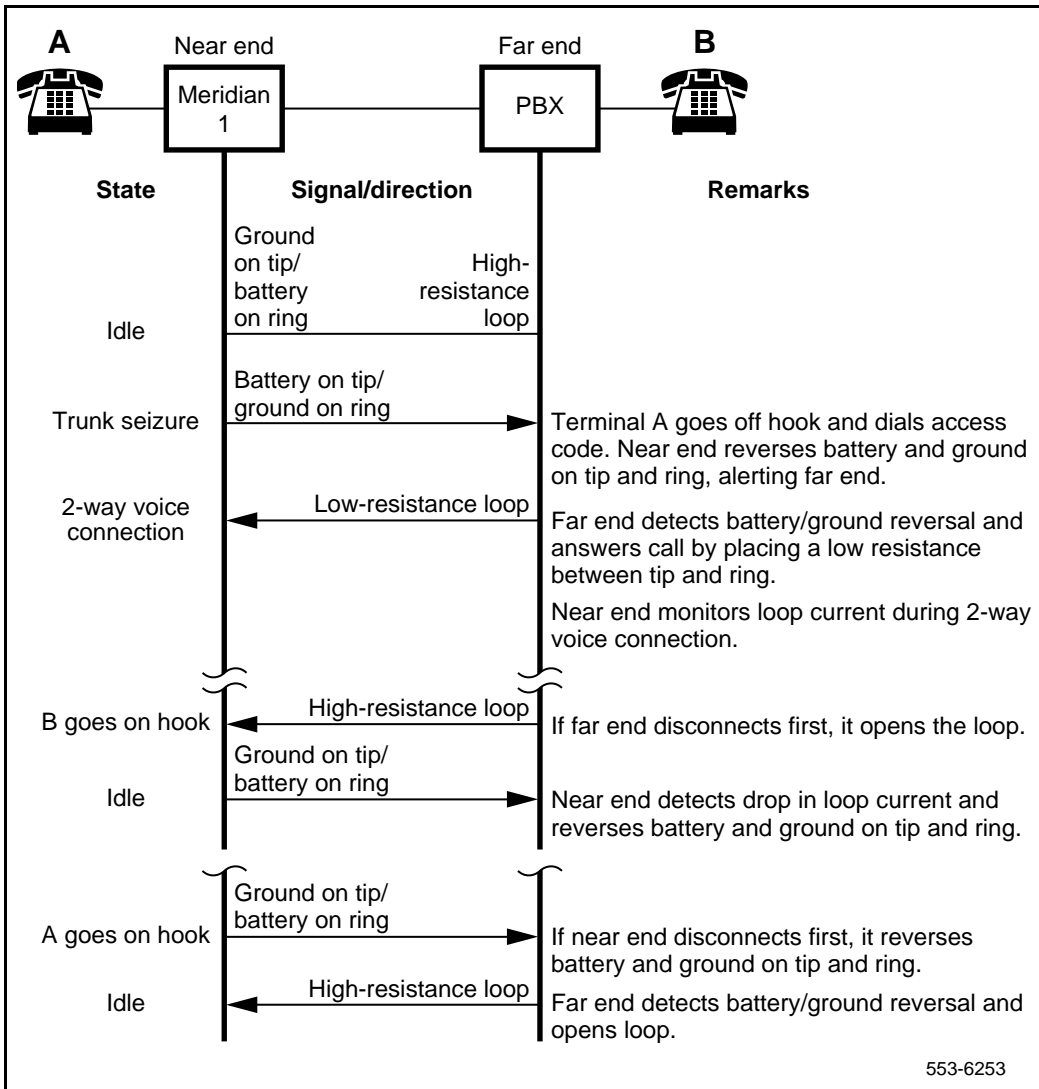 A
Near end
Far end
B
Meridian
1
PBX
State
Signal/direction
Remarks
Ground
on tip/
battery
on ring
High-
resistance
loop
Idle
Battery on tip/
ground on ring
Trunk seizure
Terminal A goes off hook and dials access
code. Near end reverses battery and ground
on tip and ring, alerting far end.
2-way voice
connection
Low-resistance loop
Far end detects battery/ground reversal and
answers call by placing a low resistance
between tip and ring.
Near end monitors loop current during 2-way
voice connection.
B goes on hook
High-resistance loop
If far end disconnects first, it opens the loop.
Ground on tip/
battery on ring
Idle
Near end detects drop in loop current and
reverses battery and ground on tip and ring.
Ground on tip/
battery on ring
A goes on hook
If near end disconnects first, it reverses
battery and ground on tip and ring.
Idle
High-resistance loop
Far end detects battery/ground reversal and
opens loop.
553-6253